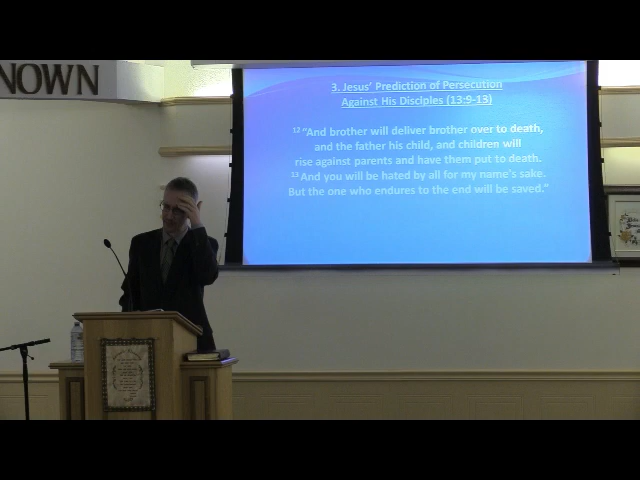 NOWN
3. Jesus' Prediction of Persecution
Against His Disciples (13:9-13)
12 "And brother will deliver brother over to death,
and the father his child, and children will
rise against parents and have them put to death.
13 And you will be hated by all for my name's sake.
But the one who endures to the end will be saved."